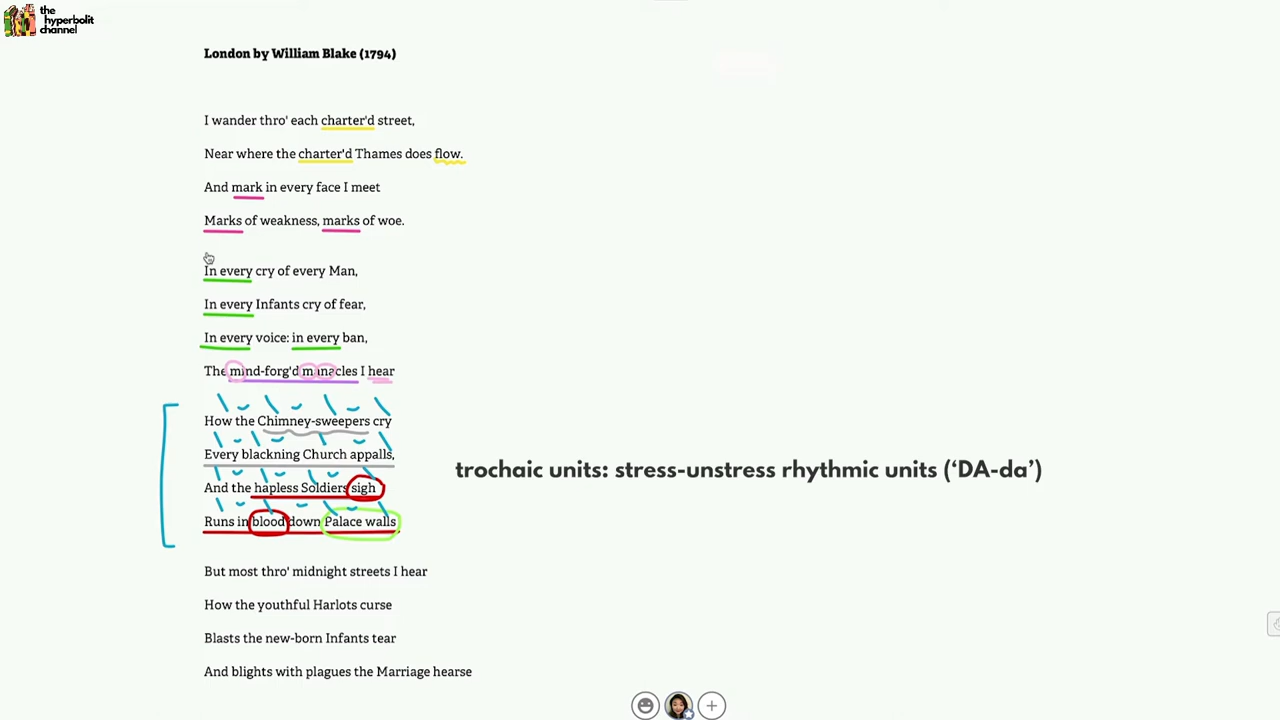 the
hyperbolit
channel
London by William Blake (1794)
I wander thro' each charter'd street,
Near where the charter'd Thames does flow.
And mark in every face I meet
Marks of weakness, marks of woe.
In every cry of every Man,
In every Infants cry of fear,
In every voice: in every ban,
The mind-forg'd manacles I hear
How the Chimney-sweepers cry
Every blackning Church appalls,
And the hapless Soldiers sigh
Runs in blood down Palace walls
trochaic units: stress-unstress rhythmic units (‘DA-da’)
But most thro' midnight streets I hear
How the youthful Harlots curse
Blasts the new-born Infants tear
And blights with plagues the Marriage hearse